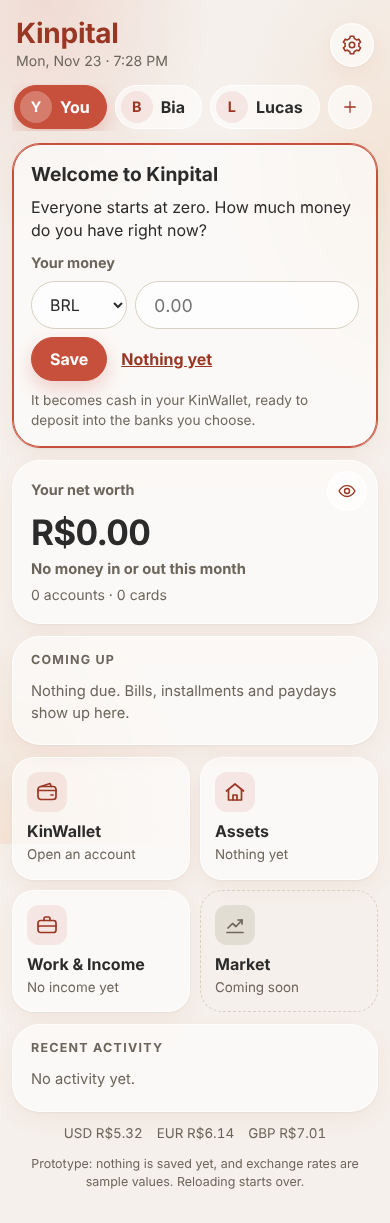 Kinpital
Mon, Nov 23 · 7:28 PM
Y You B Bia L Lucas +
Welcome to Kinpital
Everyone starts at zero. How much money
do you have right now?
Your money
BRL 0.00
Save Nothing yet
It becomes cash in your KinWallet, ready to
deposit into the banks you choose.
Your net worth
R$0.00
No money in or out this month
0 accounts · 0 cards
COMING UP
Nothing due. Bills, installments and paydays
show up here.
KinWallet
Open an account
Assets
Nothing yet
Work & Income
No income yet
Market
Coming soon
RECENT ACTIVITY
No activity yet.
USD R$5.32 EUR R$6.14 GBP R$7.01
Prototype: nothing is saved yet, and exchange rates are
sample values. Reloading starts over.